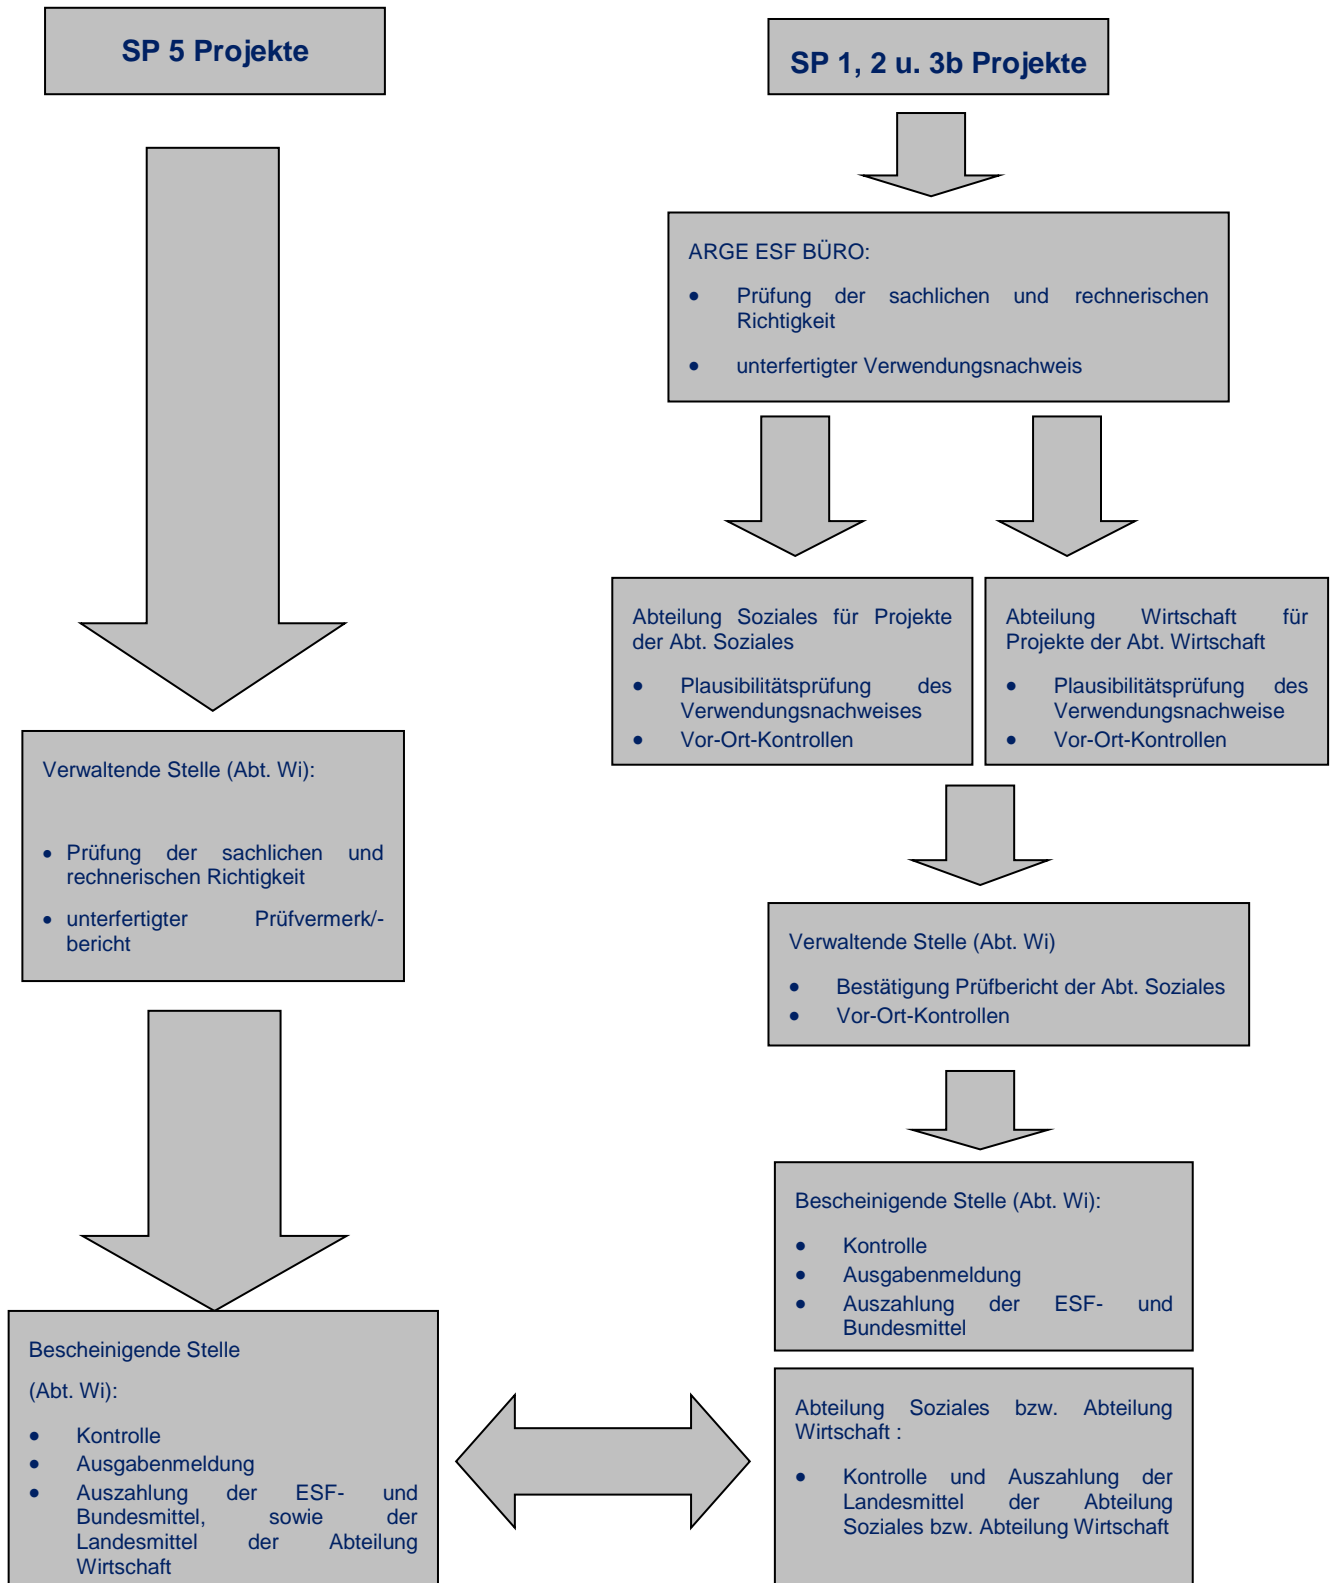 SP 5 Projekte
Verwaltende Stelle (Abt. Wi):
• Prüfung der sachlichen und
rechnerischen Richtigkeit
• unterfertigter Prüfvermerk/-
bericht
Bescheinigende Stelle
(Abt. Wi):
• Kontrolle
• Ausgabenmeldung
• Auszahlung der ESF- und
Bundesmittel, sowie der
Landesmittel der Abteilung
Wirtschaft
SP 1, 2 u. 3b Projekte
ARGE ESF BÜRO:
• Prüfung der sachlichen und rechnerischen
Richtigkeit
• unterfertigter Verwendungsnachweis
Abteilung Soziales für Projekte
der Abt. Soziales
• Plausibilitätsprüfung des
Verwendungsnachweises
• Vor-Ort-Kontrollen
Abteilung Wirtschaft für
Projekte der Abt. Wirtschaft
• Plausibilitätsprüfung des
Verwendungsnachweise
• Vor-Ort-Kontrollen
Verwaltende Stelle (Abt. Wi)
• Bestätigung Prüfbericht der Abt. Soziales
• Vor-Ort-Kontrollen
Bescheinigende Stelle (Abt. Wi):
• Kontrolle
• Ausgabenmeldung
• Auszahlung der ESF- und
Bundesmittel
Abteilung Soziales bzw. Abteilung
Wirtschaft :
• Kontrolle und Auszahlung der
Landesmittel der Abteilung
Soziales bzw. Abteilung Wirtschaft